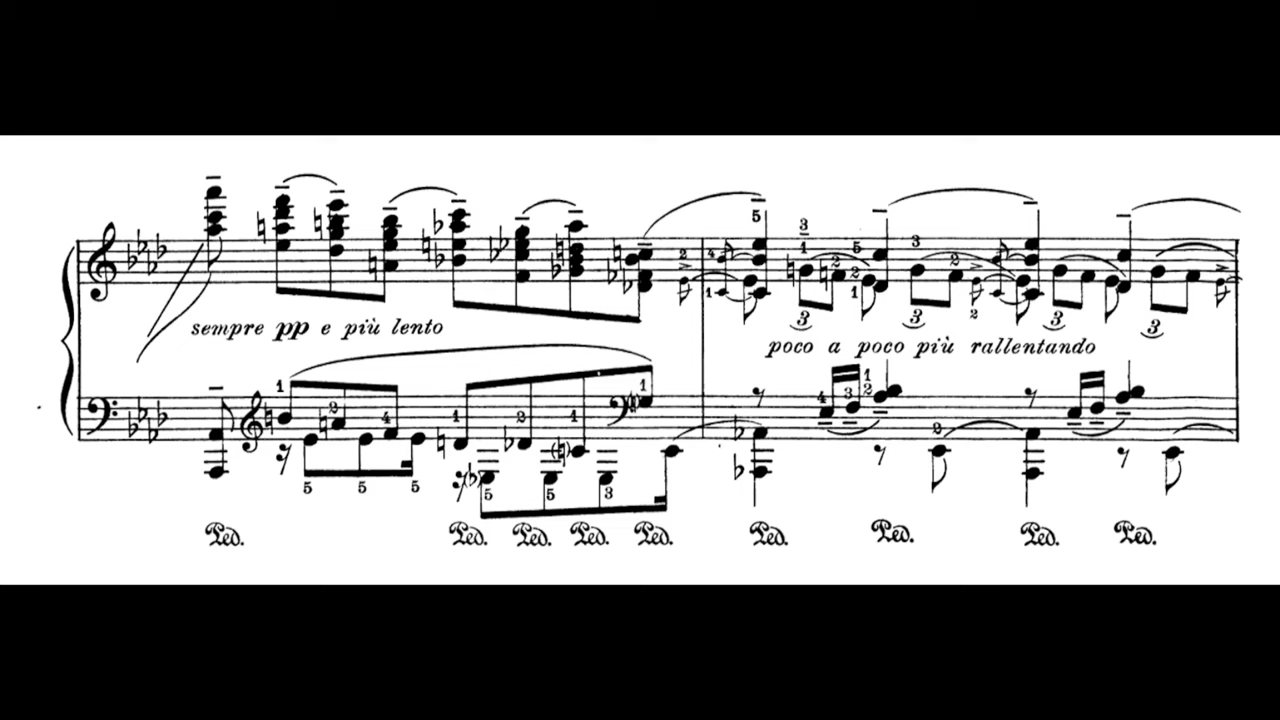 sempre pp e più lento
poco a poco più rallentando
Ped. Ped. Ped. Ped. Ped. Ped. Ped. Ped. Ped.